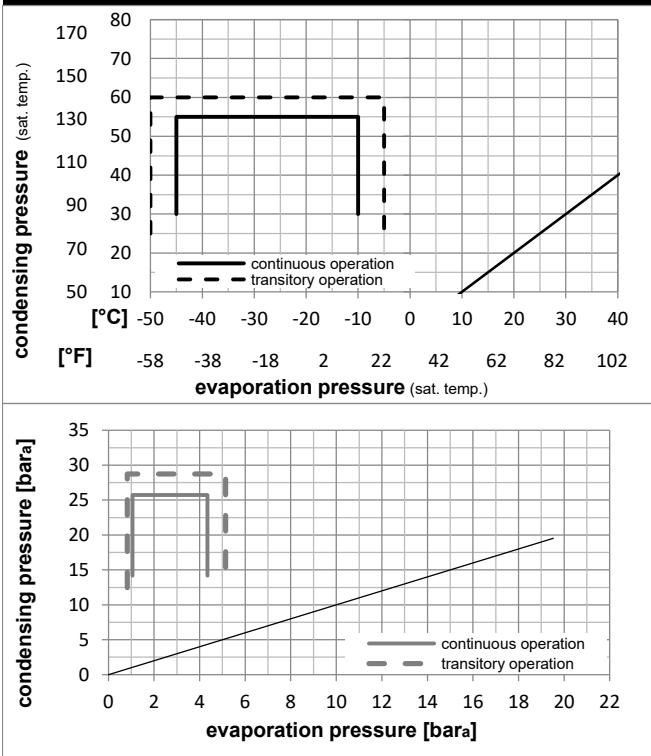 condensing pressure (sat. temp.)
170 80
150 70
60
130 50
110 40
90 30
70 20
50 10
continuous operation
transitory operation
[°C] -50 -40 -30 -20 -10 0 10 20 30 40
[°F] -58 -38 -18 2 22 42 62 82 102
evaporation pressure (sat. temp.)
condensing pressure [bara]
35
30
25
20
15
10
5
0
continuous operation
transitory operation
0 2 4 6 8 10 12 14 16 18 20 22
evaporation pressure [bara]